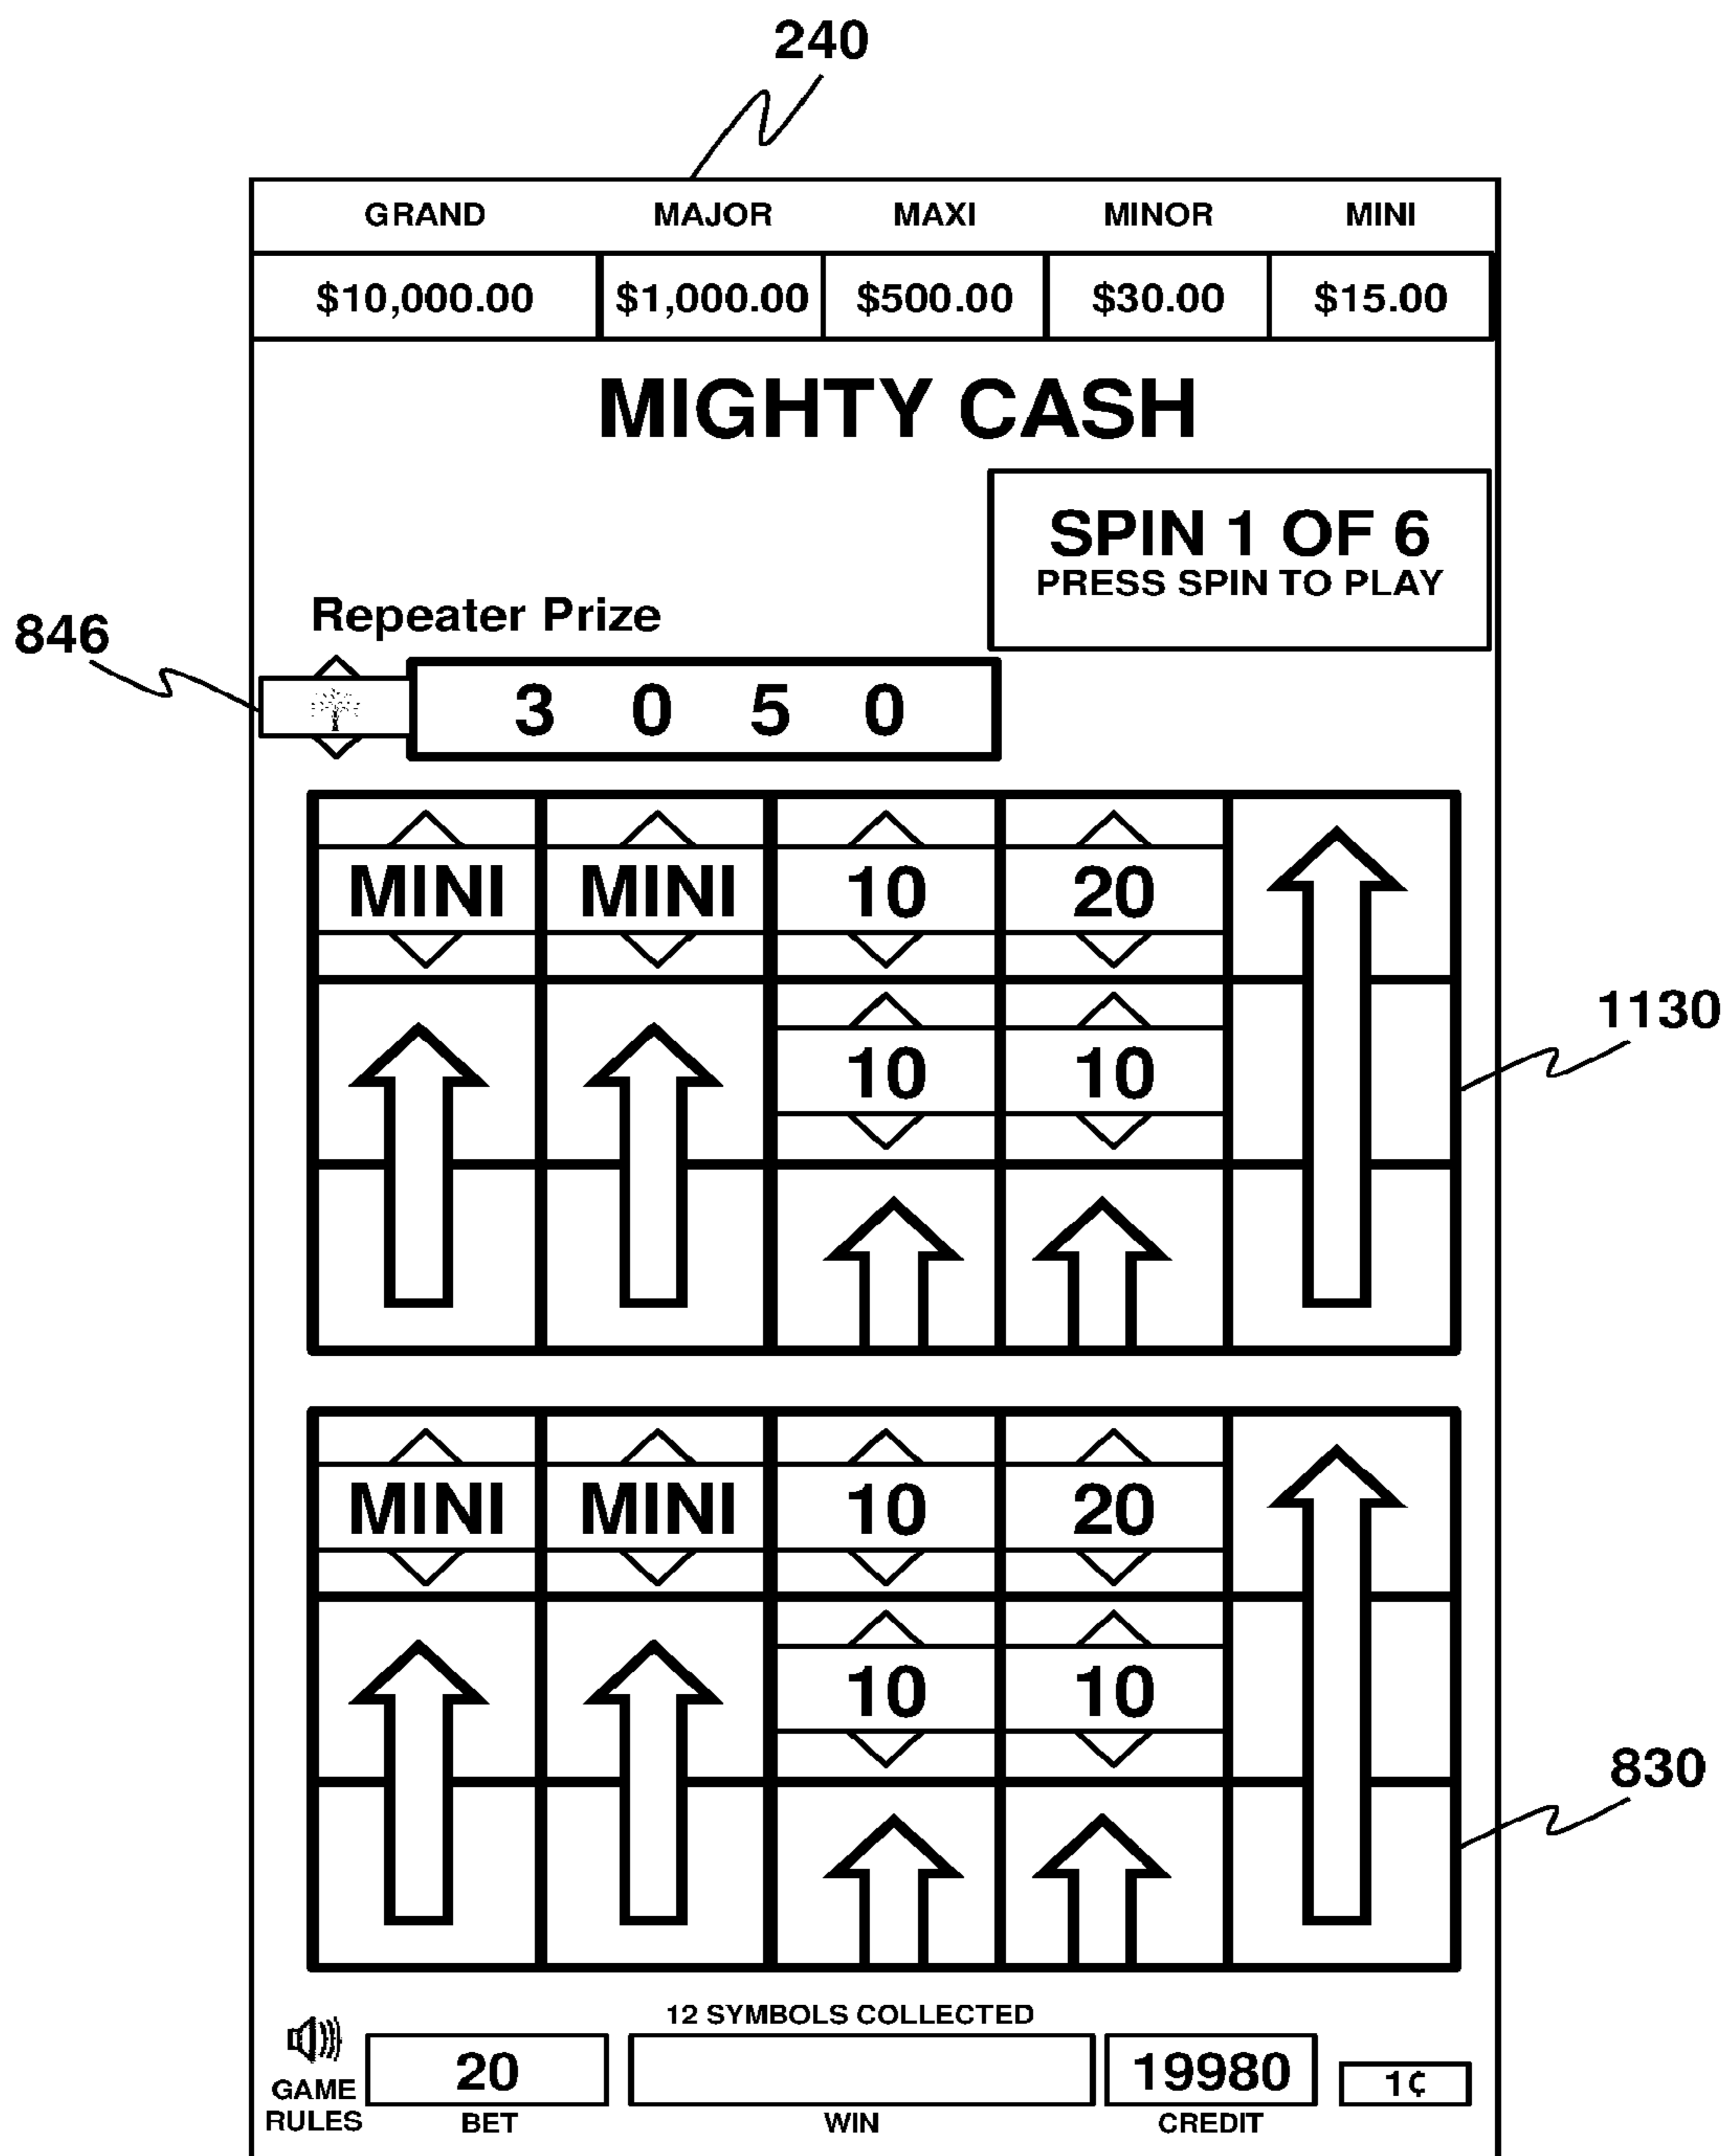 240
GRAND MAJOR MAXI MINOR MINI
$10,000.00 $1,000.00 $500.00 $30.00 $15.00
MIGHTY CASH
SPIN 1 OF 6
PRESS SPIN TO PLAY
Repeater Prize
846
3 0 5 0
MINI MINI 10 20
10 10
1130
MINI MINI 10 20
10 10
830
12 SYMBOLS COLLECTED
20 19980 1¢
GAME
RULES BET WIN CREDIT